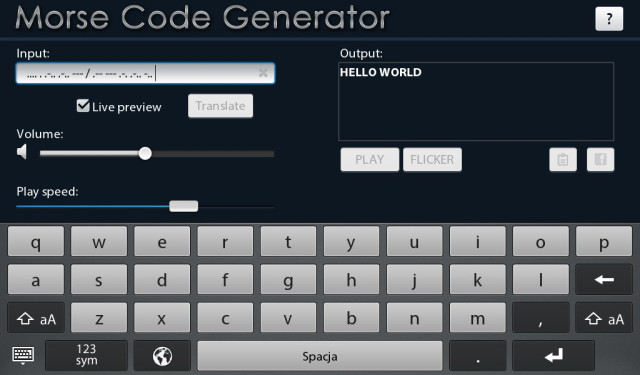 Morse Code Generator
?
Input:
.... . .-.. .-.. --- / .-- --- .-. .-.. -..
Live preview
Translate
Volume:
Play speed:
Output:
HELLO WORLD
PLAY
FLICKER
f
q w e r t y u i o p
a s d f g h j k l
aA z x c v b n m , aA
123
sym
Spacja
.